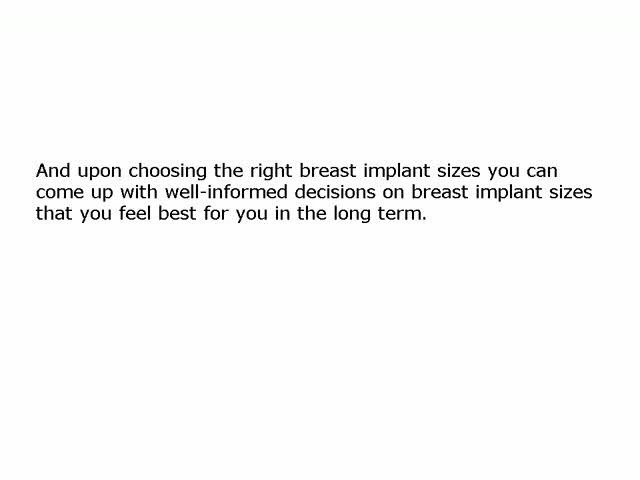 And upon choosing the right breast implant sizes you can
come up with well-informed decisions on breast implant sizes
that you feel best for you in the long term.